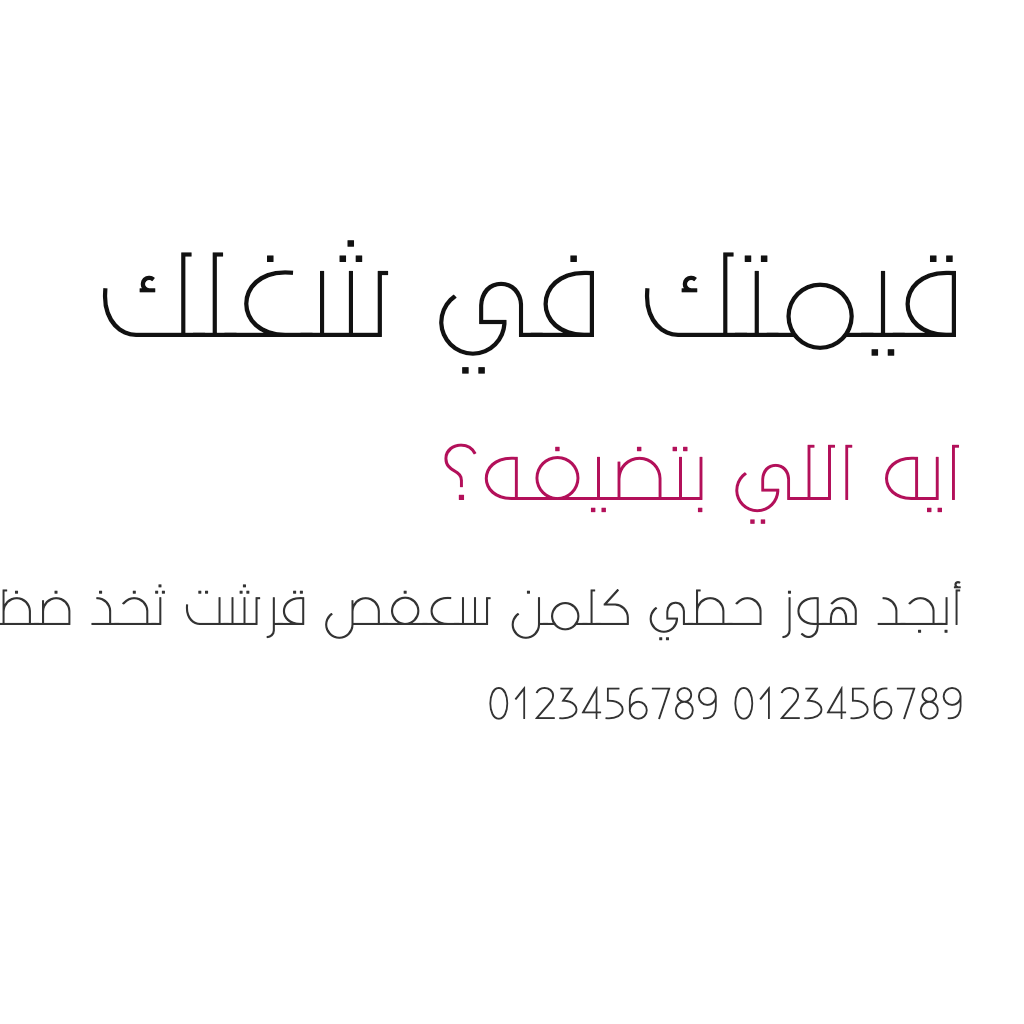 قيمتك في شغلك
ايه اللي بتضيفه؟
أبجد هوز حطي كلمن سعفص قرشت ثخذ ضظ
0123456789 0123456789